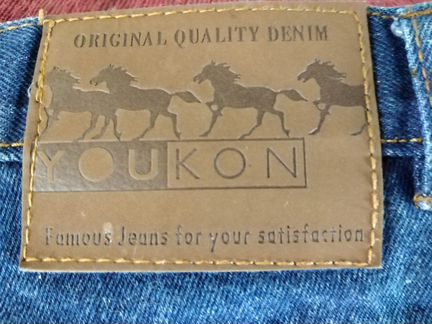 ORIGINAL QUALITY DENIM
YOUKON
Famous Jeans for your satisfaction